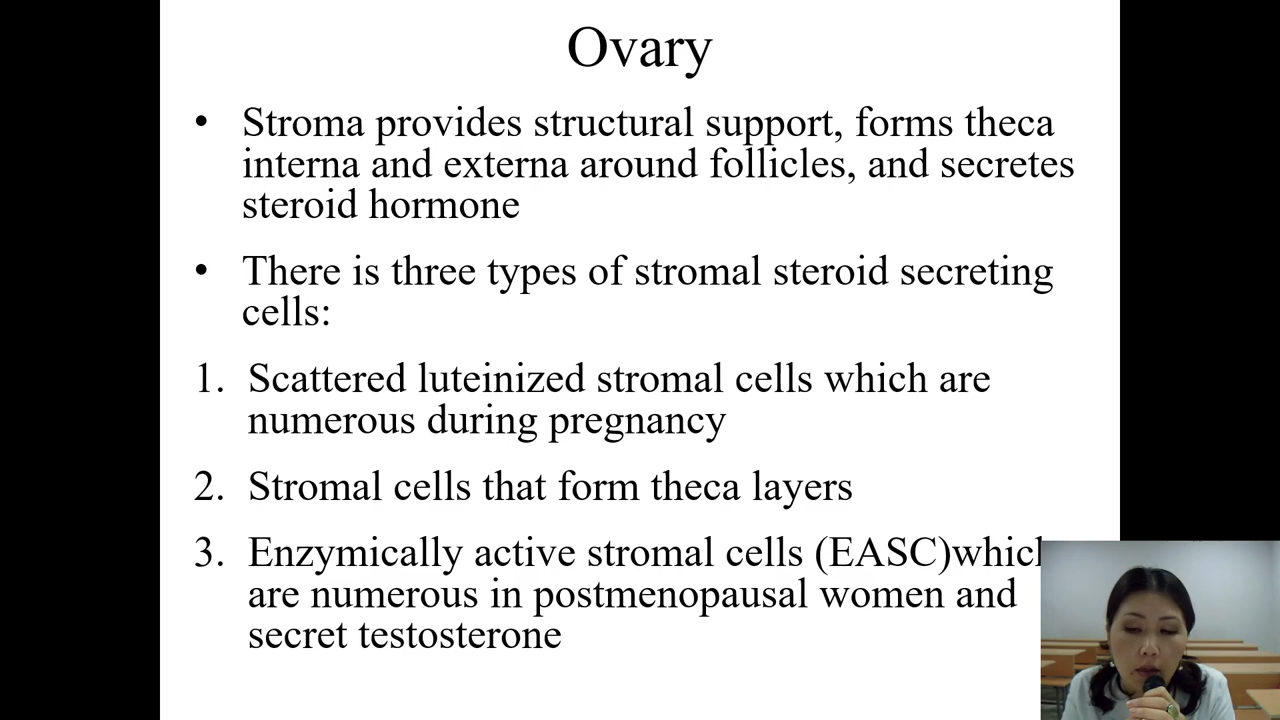 Ovary
• Stroma provides structural support, forms theca
interna and externa around follicles, and secretes
steroid hormone
• There is three types of stromal steroid secreting
cells:
1. Scattered luteinized stromal cells which are
numerous during pregnancy
2. Stromal cells that form theca layers
3. Enzymically active stromal cells (EASC)which
are numerous in postmenopausal women and
secret testosterone